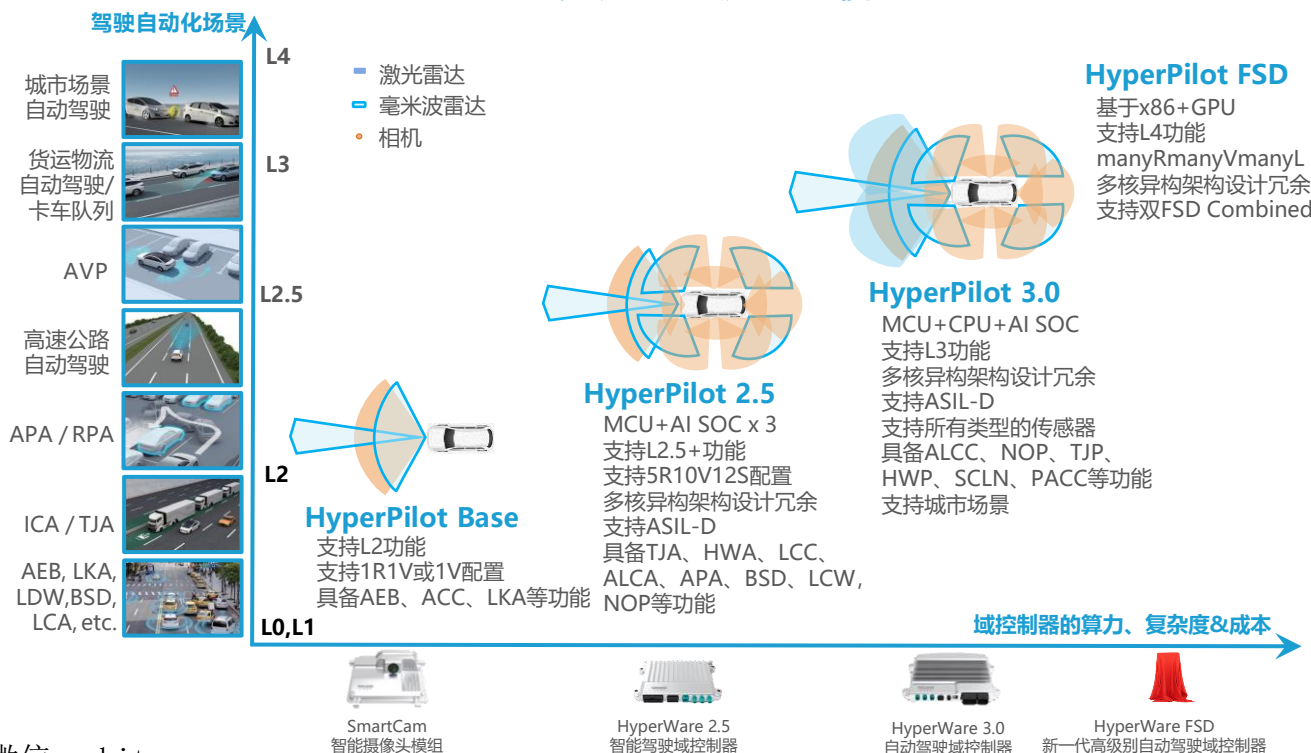 驾驶自动化场景
L4
激光雷达
毫米波雷达
相机
城市场景
自动驾驶
货运物流
自动驾驶/
卡车队列
AVP
高速公路
自动驾驶
APA / RPA
ICA / TJA
AEB, LKA,
LDW,BSD,
LCA, etc.
L3
L2.5
L2
L0,L1
HyperPilot Base
支持L2功能
支持1R1V或1V配置
具备AEB、ACC、LKA等功能
HyperPilot 2.5
MCU+AI SOC x 3
支持L2.5+功能
支持5R10V12S配置
多核异构架构设计冗余
支持ASIL-D
具备TJA、HWA、LCC、
ALCA、APA、BSD、LCW,
NOP等功能
HyperPilot 3.0
MCU+CPU+AI SOC
支持L3功能
多核异构架构设计冗余
支持ASIL-D
支持所有类型的传感器
具备ALCC、NOP、TJP、
HWP、SCLN、PACC等功能
支持城市场景
HyperPilot FSD
基于x86+GPU
支持L4功能
manyRmanyVmanyL
多核异构架构设计冗余
支持双FSD Combined
域控制器的算力、复杂度&成本
SmartCam
智能摄像头模组
HyperWare 2.5
智能驾驶域控制器
HyperWare 3.0
自动驾驶域控制器
HyperWare FSD
新一代高级别自动驾驶域控制器